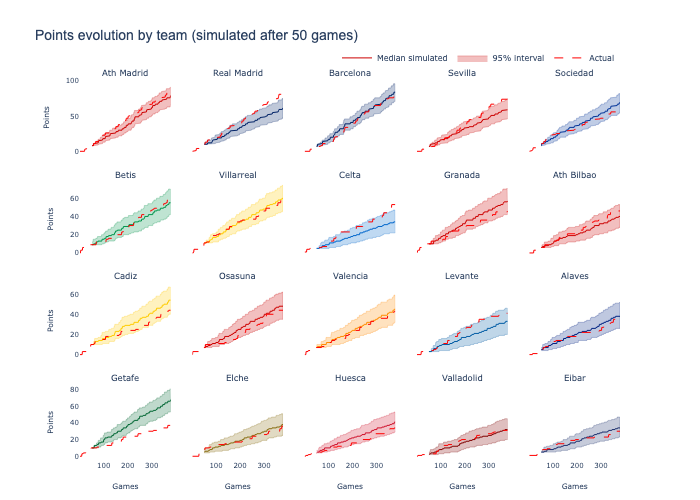 Points evolution by team (simulated after 50 games)
Median simulated 95% interval Actual
Ath Madrid Real Madrid Barcelona Sevilla Sociedad
100
50
0
Points
Betis Villarreal Celta Granada Ath Bilbao
60
40
20
0
Points
Cadiz Osasuna Valencia Levante Alaves
60
40
20
0
Points
Getafe Elche Huesca Valladolid Eibar
80
60
40
20
0
Points
100 200 300 100 200 300 100 200 300 100 200 300 100 200 300
Games Games Games Games Games